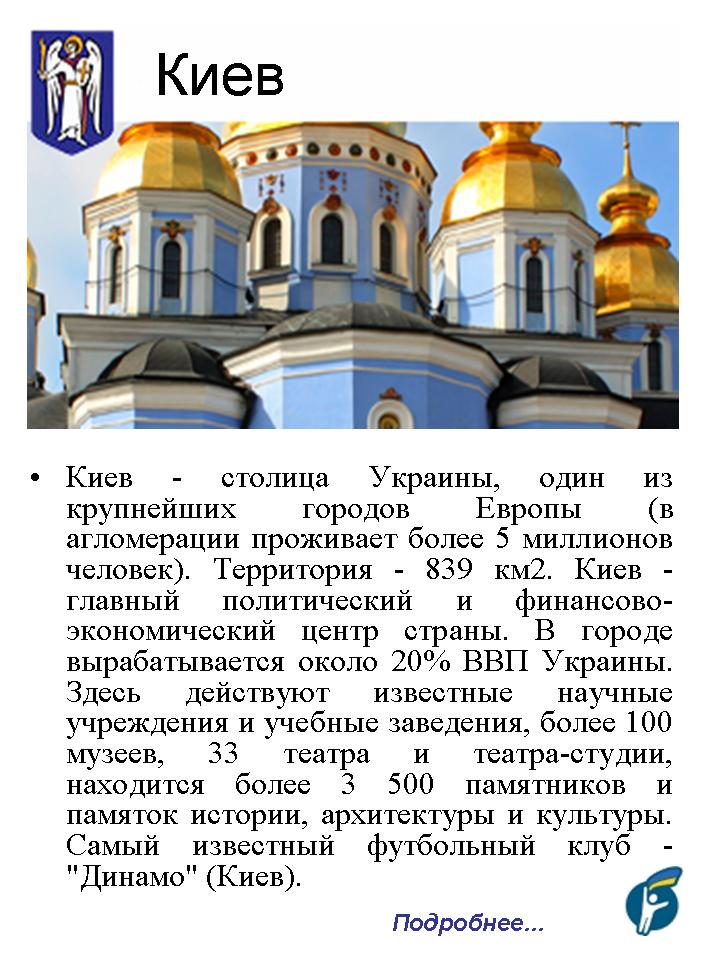 Киев
• Киев - столица Украины, один из
крупнейших городов Европы (в
агломерации проживает более 5 миллионов
человек). Территория - 839 км2. Киев -
главный политический и финансово-
экономический центр страны. В городе
вырабатывается около 20% ВВП Украины.
Здесь действуют известные научные
учреждения и учебные заведения, более 100
музеев, 33 театра и театра-студии,
находится более 3 500 памятников и
памяток истории, архитектуры и культуры.
Самый известный футбольный клуб -
"Динамо" (Киев).
Подробнее...